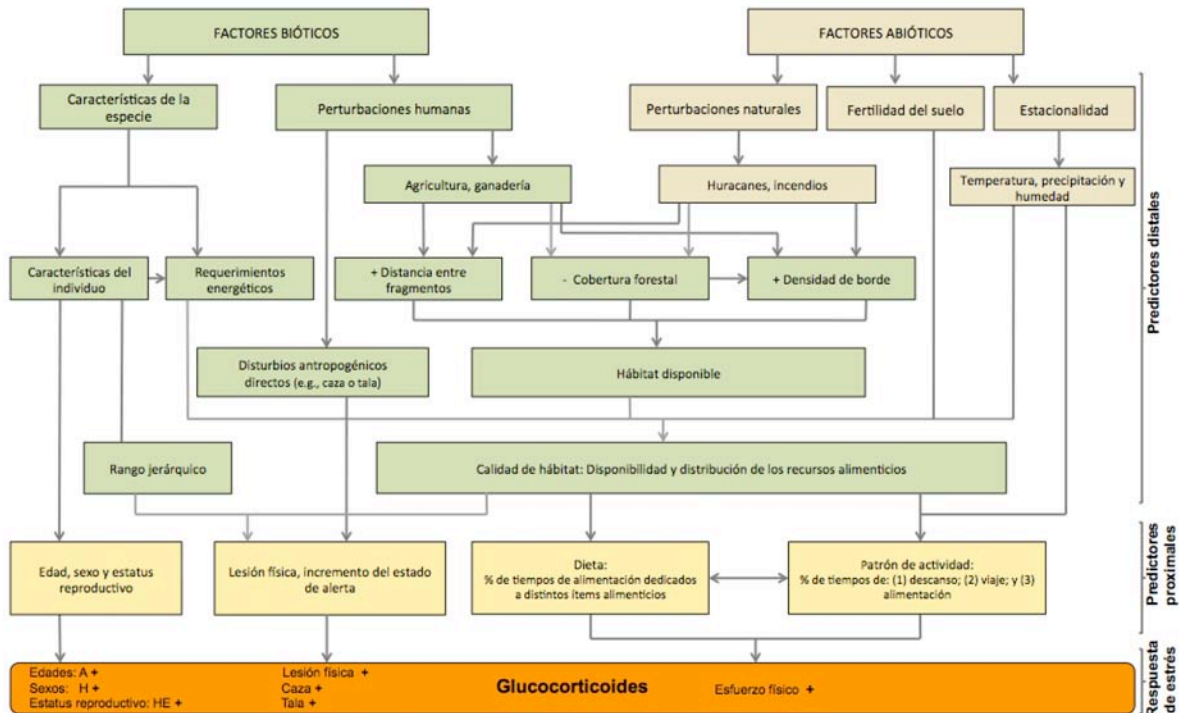 FACTORES BIÓTICOS
FACTORES ABIÓTICOS
Características de la
especie
Perturbaciones humanas
Perturbaciones naturales
Fertilidad del suelo
Estacionalidad
Agricultura, ganadería
Huracanes, incendios
Temperatura, precipitación y
humedad
Características del
individuo
Requerimientos
energéticos
+ Distancia entre
fragmentos
- Cobertura forestal
+ Densidad de borde
Disturbios antropogénicos
directos (e.g., caza o tala)
Hábitat disponible
Rango jerárquico
Calidad de hábitat: Disponibilidad y distribución de los recursos alimenticios
Predictores distales
Edad, sexo y estatus
reproductivo
Lesión física, incremento del estado
de alerta
Dieta:
% de tiempos de alimentación dedicados
a distintos ítems alimenticios
Patrón de actividad:
% de tiempos de: (1) descanso; (2) viaje; y (3)
alimentación
Predictores
proximales
Edades: A +
Sexos: H +
Estatus reproductivo: HE +
Lesión física +
Caza +
Tala +
Glucocorticoides
Esfuerzo físico +
Respuesta
de estrés